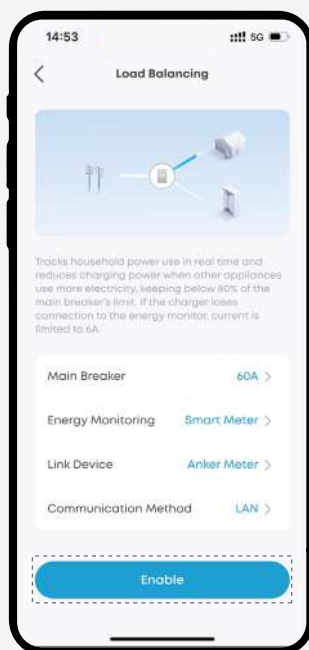 14:53
5G
Load Balancing
Tracks household power use in real time and
reduces charging power when other appliances
use more electricity, keeping below 80% of the
main breaker's limit. If the charger loses
connection to the energy monitor, current is
limited to 6A.
Main Breaker 60A >
Energy Monitoring Smart Meter >
Link Device Anker Meter >
Communication Method LAN >
Enable